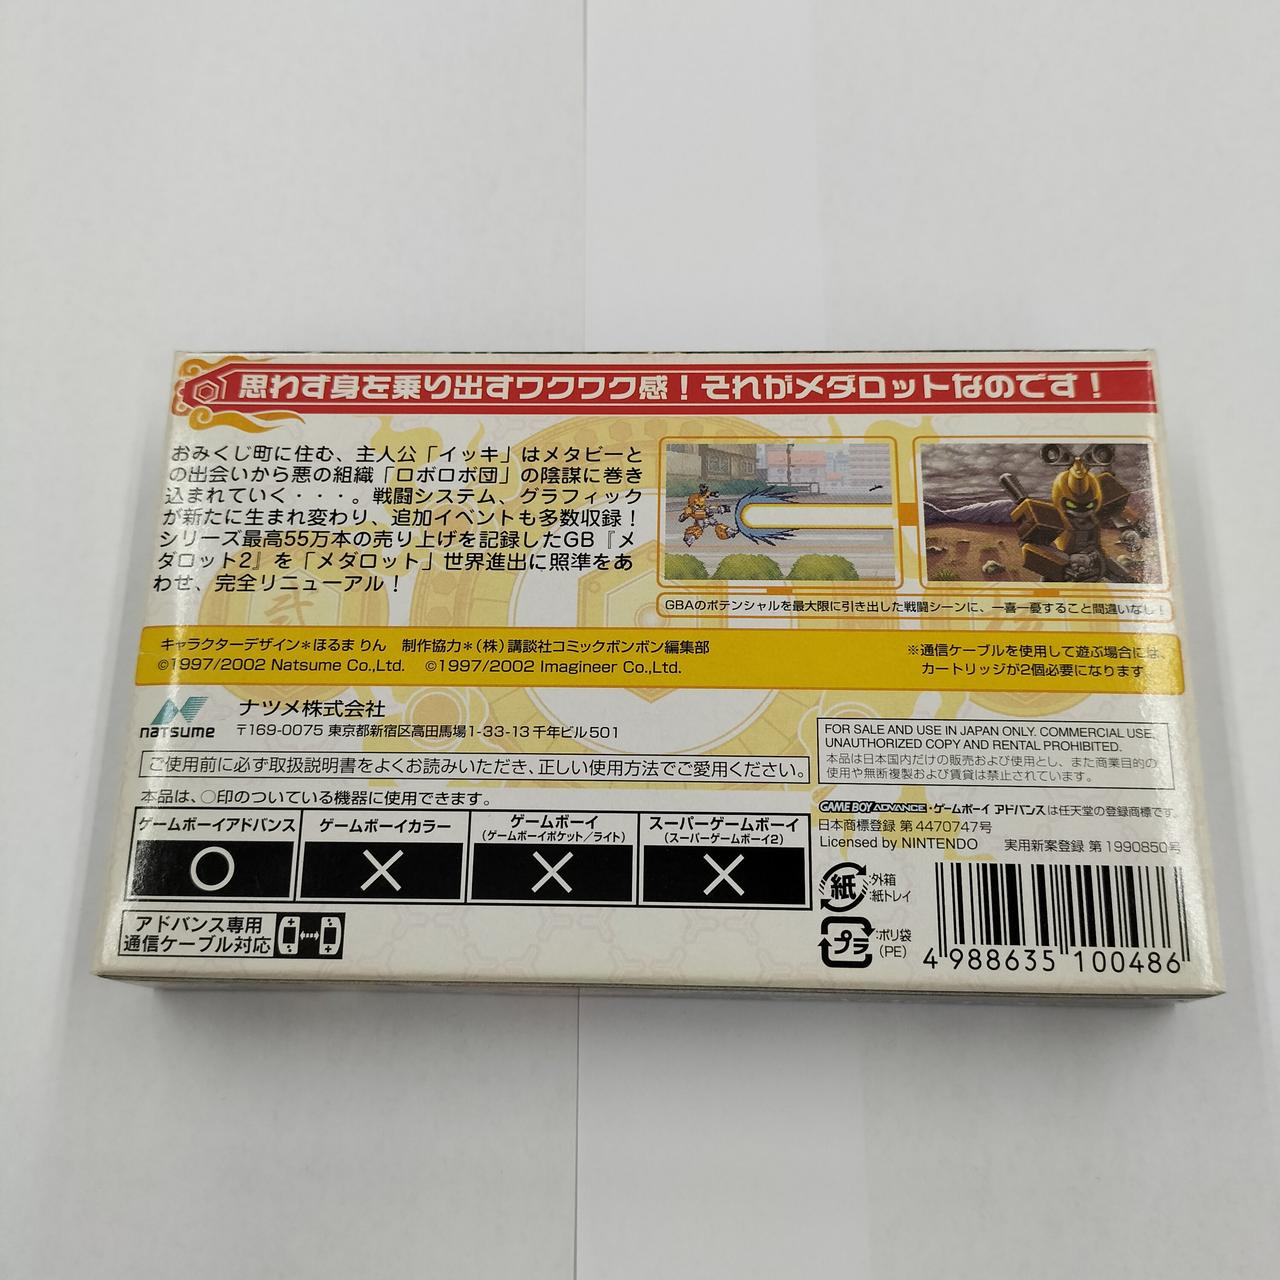 思わず身を乗り出すワクワク感！それがメダロットなのです！
おみくじ町に住む、主人公「イッキ」はメタビーと
の出会いから悪の組織「ロボロボ団」の陰謀に巻き
込まれていく・・・。戦闘システム、グラフィック
が新たに生まれ変わり、追加イベントも多数収録！
シリーズ最高55万本の売り上げを記録したGB『メ
ダロット2』を「メダロット」世界進出に照準をあ
わせ、完全リニューアル！
GBAのポテンシャルを最大限に引き出した戦闘シーンに、一喜一憂すること間違いなし！
キャラクターデザイン＊ほるま りん　制作協力＊（株）講談社コミックボンボン編集部
©1997/2002 Natsume Co.,Ltd.　©1997/2002 Imagineer Co.,Ltd.
※通信ケーブルを使用して遊ぶ場合には、
カートリッジが2個必要になります
natsume
ナツメ株式会社
〒169-0075 東京都新宿区高田馬場1-33-13 千年ビル501
ご使用前に必ず取扱説明書をよくお読みいただき、正しい使用方法でご愛用ください。
本品は、○印のついている機器に使用できます。
ゲームボーイアドバンス
○
ゲームボーイカラー
×
ゲームボーイ
（ゲームボーイポケット／ライト）
×
スーパーゲームボーイ
（スーパーゲームボーイ2）
×
アドバンス専用
通信ケーブル対応
FOR SALE AND USE IN JAPAN ONLY. COMMERCIAL USE,
UNAUTHORIZED COPY AND RENTAL PROHIBITED.
本品は日本国内だけの販売および使用とし、また商業目的の
使用や無断複製および賃貸は禁止されています。
GAME BOY ADVANCE・ゲームボーイ アドバンスは任天堂の登録商標です。
日本商標登録 第4470747号
Licensed by NINTENDO　実用新案登録 第1990850号
紙
:外箱
:紙トレイ
プラ
:ポリ袋
（PE）
4 988635 100486